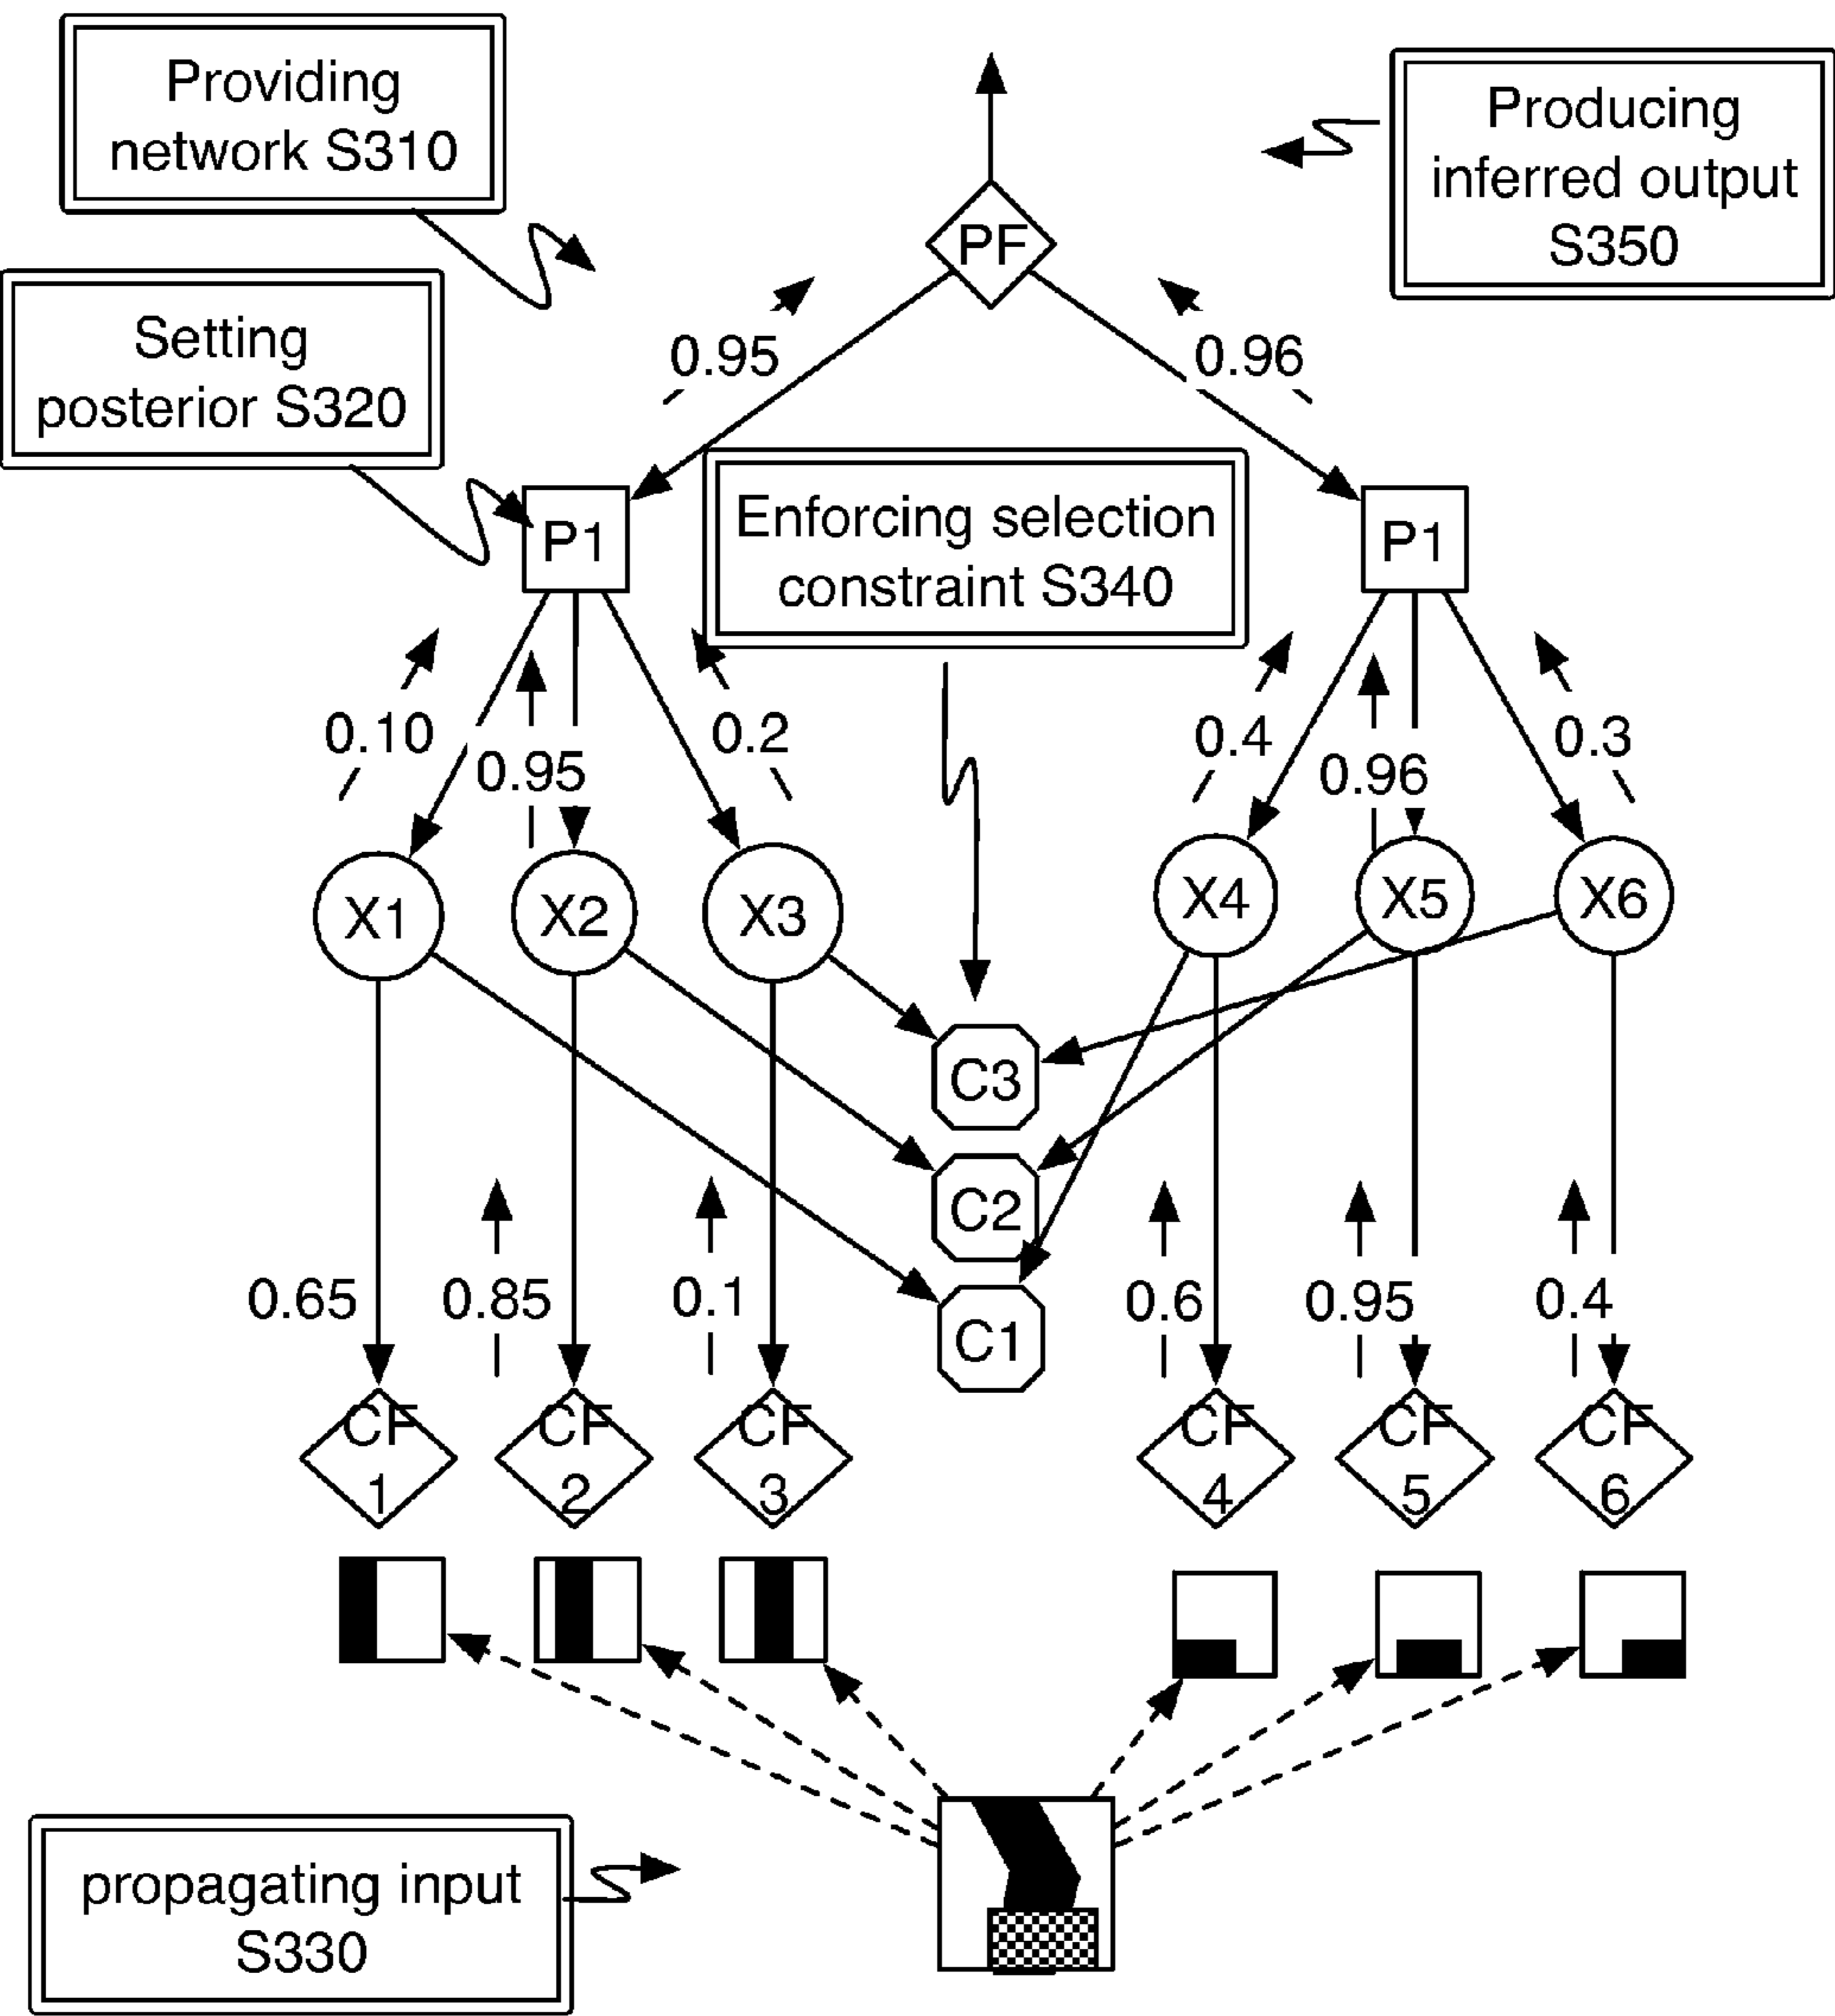 Providing
network S310
Producing
inferred output
S350
PF
Setting
posterior S320
0.95
0.96
P1
Enforcing selection
constraint S340
P1
0.10
0.95
0.2
0.4
0.96
0.3
X1
X2
X3
X4
X5
X6
C3
C2
C1
0.65
0.85
0.1
0.6
0.95
0.4
CF
1
CF
2
CF
3
CF
4
CF
5
CF
6
propagating input
S330